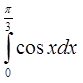 ∫₀^{π/3} cos xdx